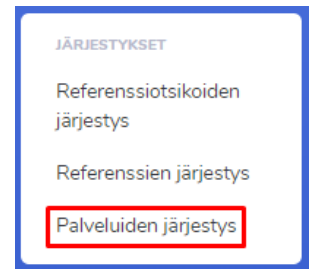 JÄRJESTYKSET
Referenssiotsikoiden
järjestys
Referenssien järjestys
Palveluiden järjestys